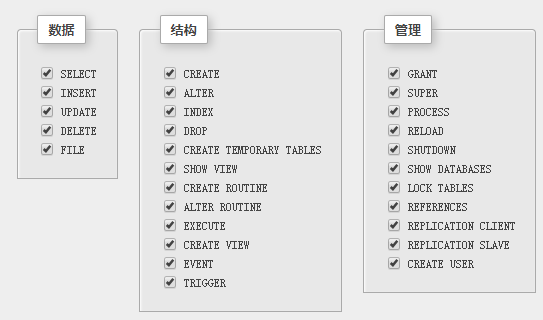 数据
SELECT
INSERT
UPDATE
DELETE
FILE
结构
CREATE
ALTER
INDEX
DROP
CREATE TEMPORARY TABLES
SHOW VIEW
CREATE ROUTINE
ALTER ROUTINE
EXECUTE
CREATE VIEW
EVENT
TRIGGER
管理
GRANT
SUPER
PROCESS
RELOAD
SHUTDOWN
SHOW DATABASES
LOCK TABLES
REFERENCES
REPLICATION CLIENT
REPLICATION SLAVE
CREATE USER